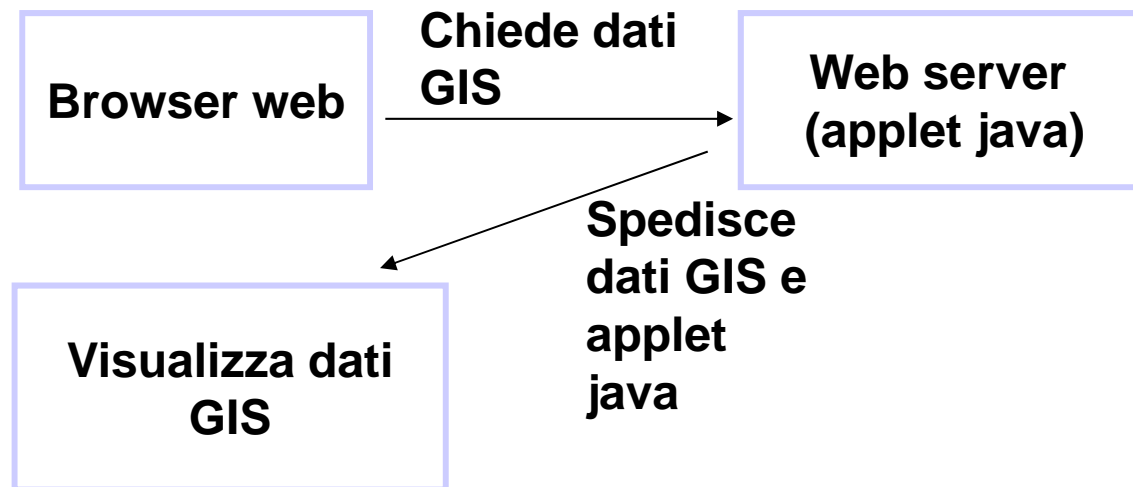 Browser web
Chiede dati
GIS
Web server
(applet java)
Spedisce
dati GIS e
applet
java
Visualizza dati
GIS